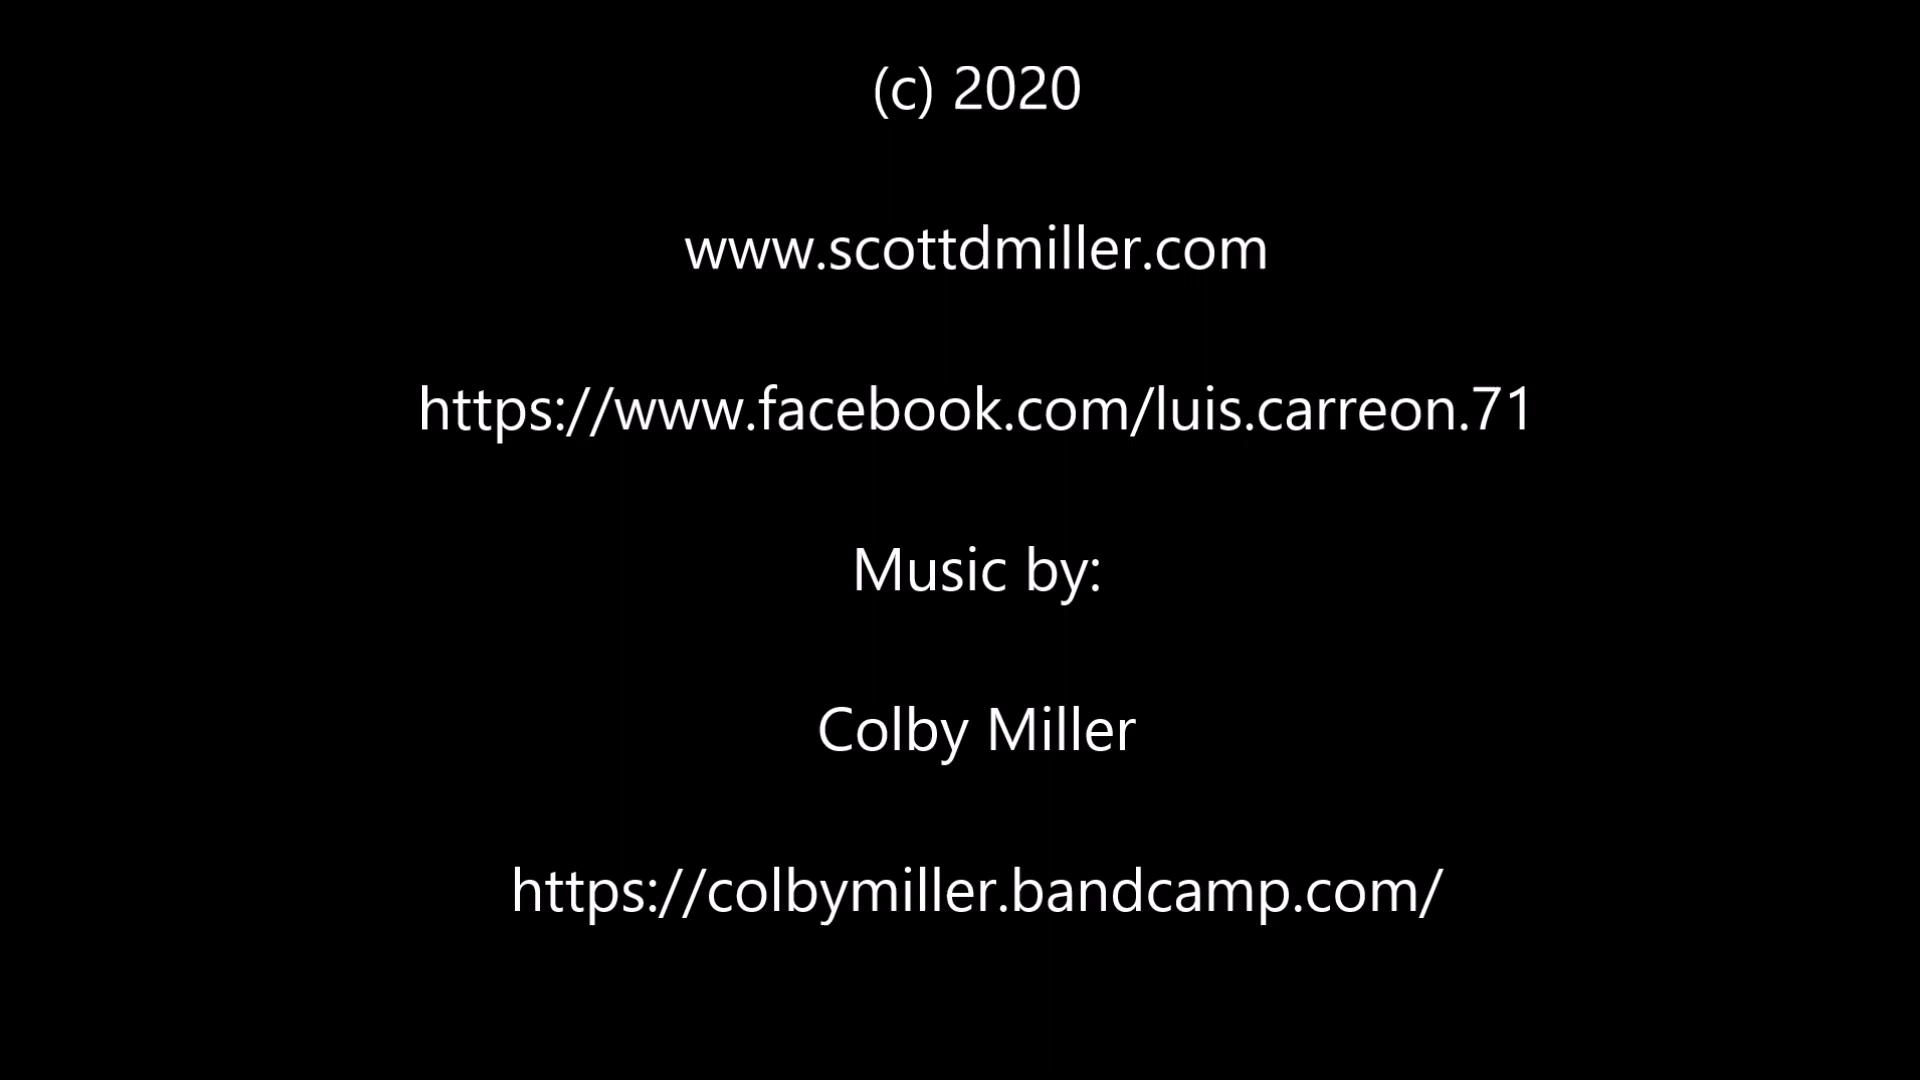 (c) 2020
www.scottdmiller.com
https://www.facebook.com/luis.carreon.71
Music by:
Colby Miller
https://colbymiller.bandcamp.com/